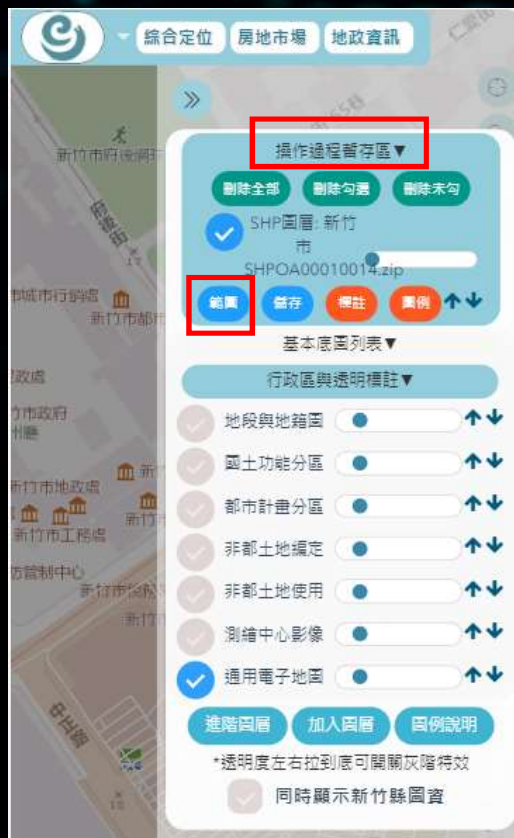 綜合定位 房地市場 地政資訊
操作過程暫存區▼
刪除全部 刪除勾選 刪除未勾
SHP圖層: 新竹
市
SHPOA00010014.zip
範圍 儲存 標註 圖例
基本底圖列表▼
行政區與透明標註▼
地段與地籍圖
國土功能分區
都市計畫分區
非都土地編定
非都土地使用
測繪中心影像
通用電子地圖
進階圖層 加入圖層 圖例說明
*透明度左右拉到底可開關灰階特效
同時顯示新竹縣圖資
府後街
市城市行銷處
新竹市都市
政處
竹市政府
新竹市地政處
新竹市工務處
中正路